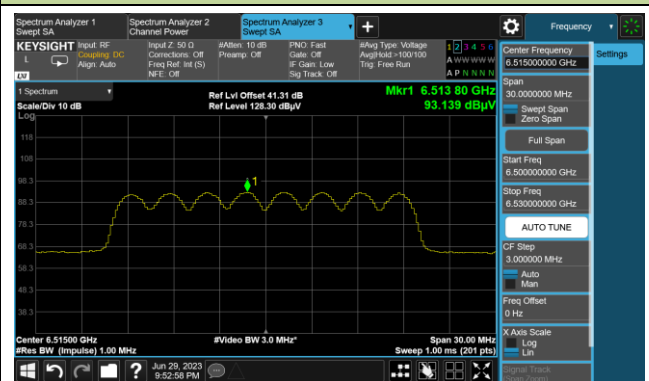 Spectrum Analyzer 1
Swept SA
Spectrum Analyzer 2
Channel Power
Spectrum Analyzer 3
Swept SA
+
Frequency
KEYSIGHT
L
LXI
Input: RF
Coupling: DC
Align: Auto
Input Z: 50 Ω
Corrections: Off
Freq Ref: Int (S)
NFE: Off
#Atten: 10 dB
Preamp: Off
PNO: Fast
Gate: Off
IF Gain: Low
Sig Track: Off
#Avg Type: Voltage
Avg|Hold:>100/100
Trig: Free Run
1 2 3 4 5 6
A W W W W W
A P N N N N
1 Spectrum
Scale/Div 10 dB
Log
Ref Lvl Offset 41.31 dB
Ref Level 128.30 dBµV
Mkr1 6.513 80 GHz
93.139 dBµV
118
108
98.3
88.3
78.3
68.3
58.3
48.3
38.3
1
Center 6.51500 GHz
#Res BW (Impulse) 1.00 MHz
#Video BW 3.0 MHz*
Span 30.00 MHz
Sweep 1.00 ms (201 pts)
Jun 29, 2023
9:52:58 PM
Center Frequency
6.515000000 GHz
Settings
Span
30.0000000 MHz
Swept Span
Zero Span
Full Span
Start Freq
6.500000000 GHz
Stop Freq
6.530000000 GHz
AUTO TUNE
CF Step
3.000000 MHz
Auto
Man
Freq Offset
0 Hz
X Axis Scale
Log
Lin
Signal Track
(Span Zoom)